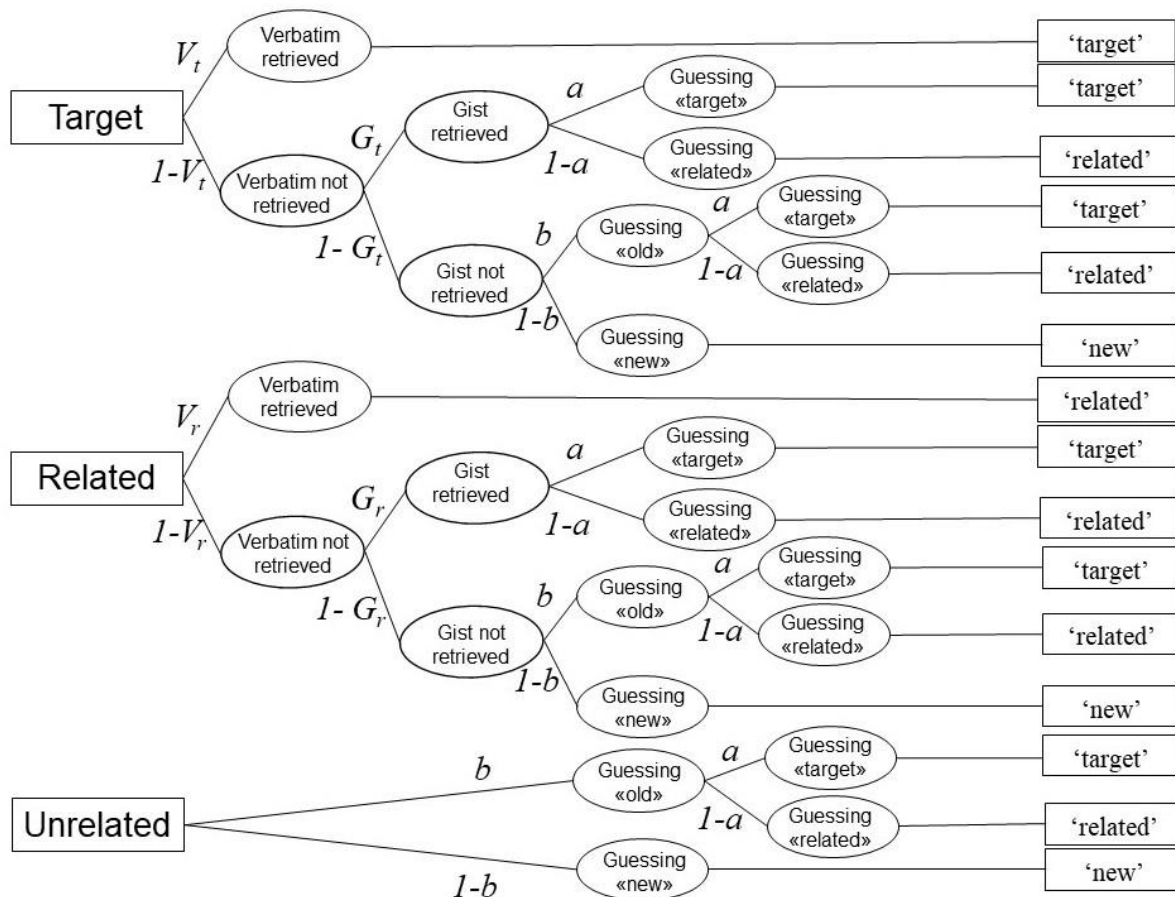 Verbatim
retrieved
V_t
'target'
Target
Gist
retrieved
G_t
a
Guessing
«target»
'target'
1-a
Guessing
«related»
'related'
1-V_t
Verbatim not
retrieved
1- G_t
Gist not
retrieved
b
Guessing
«old»
a
Guessing
«target»
'target'
1-a
Guessing
«related»
'related'
1-b
Guessing
«new»
'new'
Verbatim
retrieved
V_r
'related'
Related
Gist
retrieved
G_r
a
Guessing
«target»
'target'
1-a
Guessing
«related»
'related'
1-V_r
Verbatim not
retrieved
1- G_r
Gist not
retrieved
b
Guessing
«old»
a
Guessing
«target»
'target'
1-a
Guessing
«related»
'related'
1-b
Guessing
«new»
'new'
Unrelated
b
Guessing
«old»
a
Guessing
«target»
'target'
1-a
Guessing
«related»
'related'
1-b
Guessing
«new»
'new'